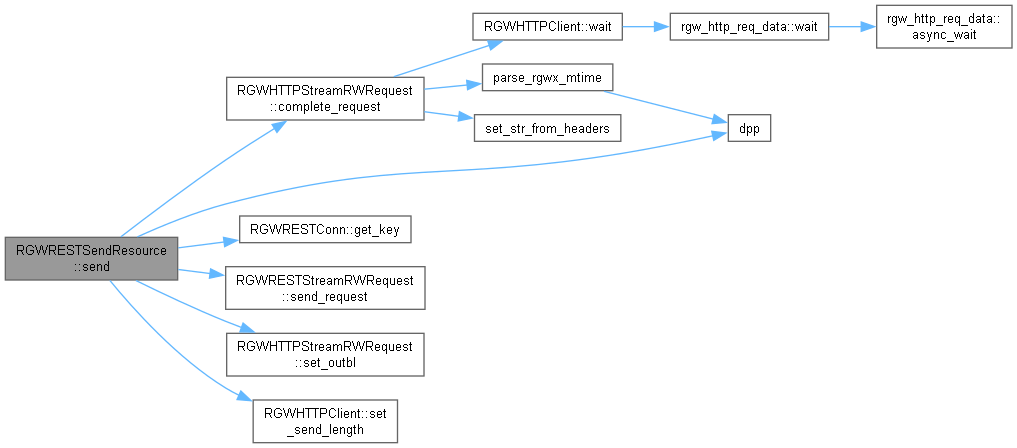 RGWRESTSendResource
::send
RGWHTTPStreamRWRequest
::complete_request
RGWHTTPClient::wait
rgw_http_req_data::wait
rgw_http_req_data::
async_wait
parse_rgwx_mtime
set_str_from_headers
dpp
RGWRESTConn::get_key
RGWRESTStreamRWRequest
::send_request
RGWHTTPStreamRWRequest
::set_outbl
RGWHTTPClient::set
_send_length